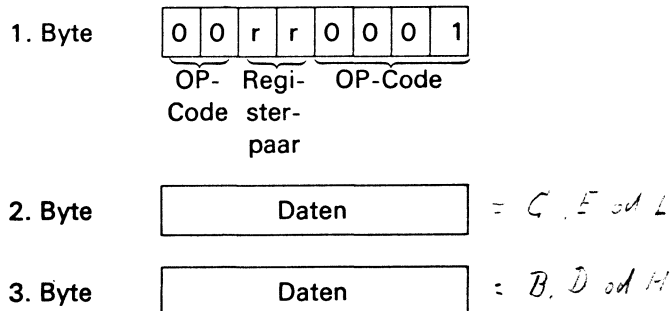 1. Byte 0 0 r r 0 0 0 1
OP- Regi- OP-Code
Code ster-
paar
2. Byte Daten = C, E od L
3. Byte Daten = B, D od H